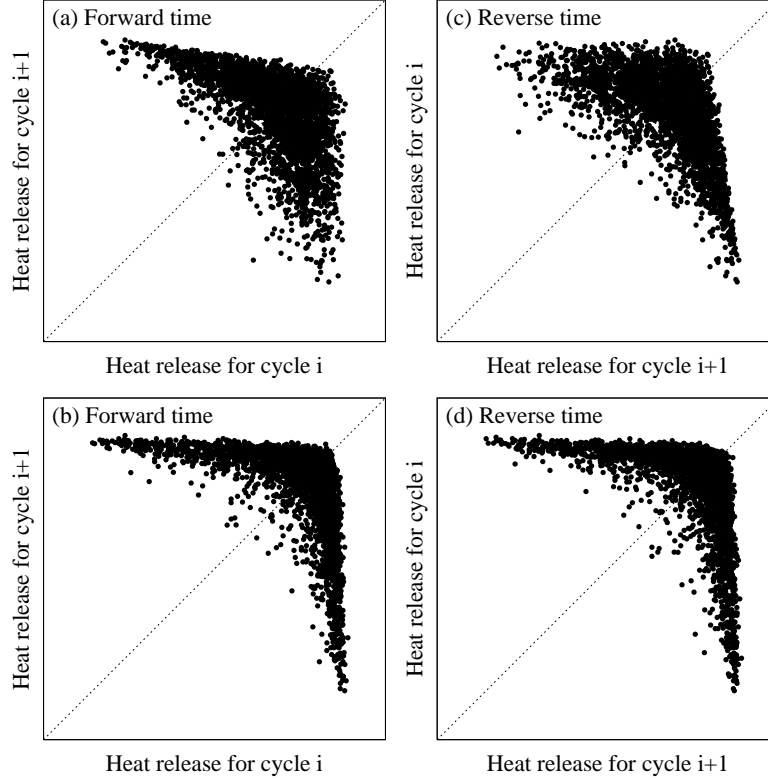 (a) Forward time
Heat release for cycle i+1
Heat release for cycle i
(c) Reverse time
Heat release for cycle i
Heat release for cycle i+1
(b) Forward time
Heat release for cycle i+1
Heat release for cycle i
(d) Reverse time
Heat release for cycle i
Heat release for cycle i+1